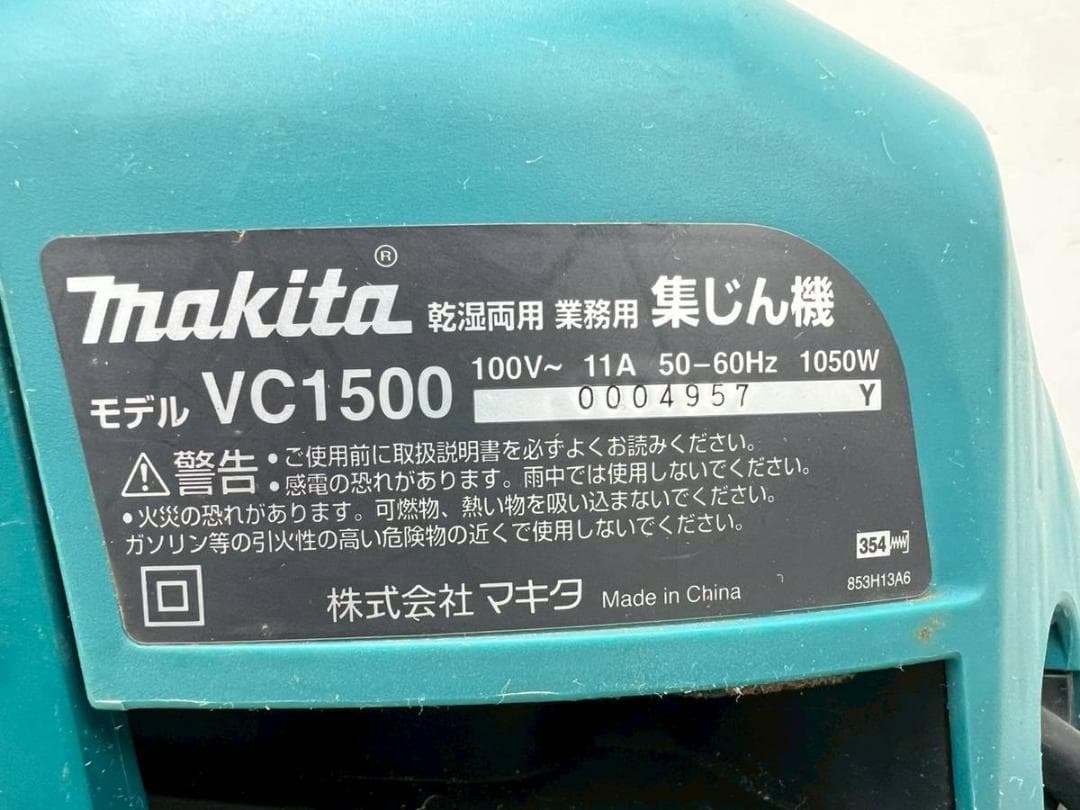 makita® 乾湿両用 業務用 集じん機
モデル VC1500
100V~ 11A 50-60Hz 1050W
0004957 Y
⚠警告
•ご使用前に取扱説明書を必ずよくお読みください。
•感電の恐れがあります。雨中では使用しないでください。
•火災の恐れがあります。可燃物、熱い物を吸い込まないでください。
ガソリン等の引火性の高い危険物の近くで使用しないでください。
354
853H13A6
株式会社マキタ Made in China